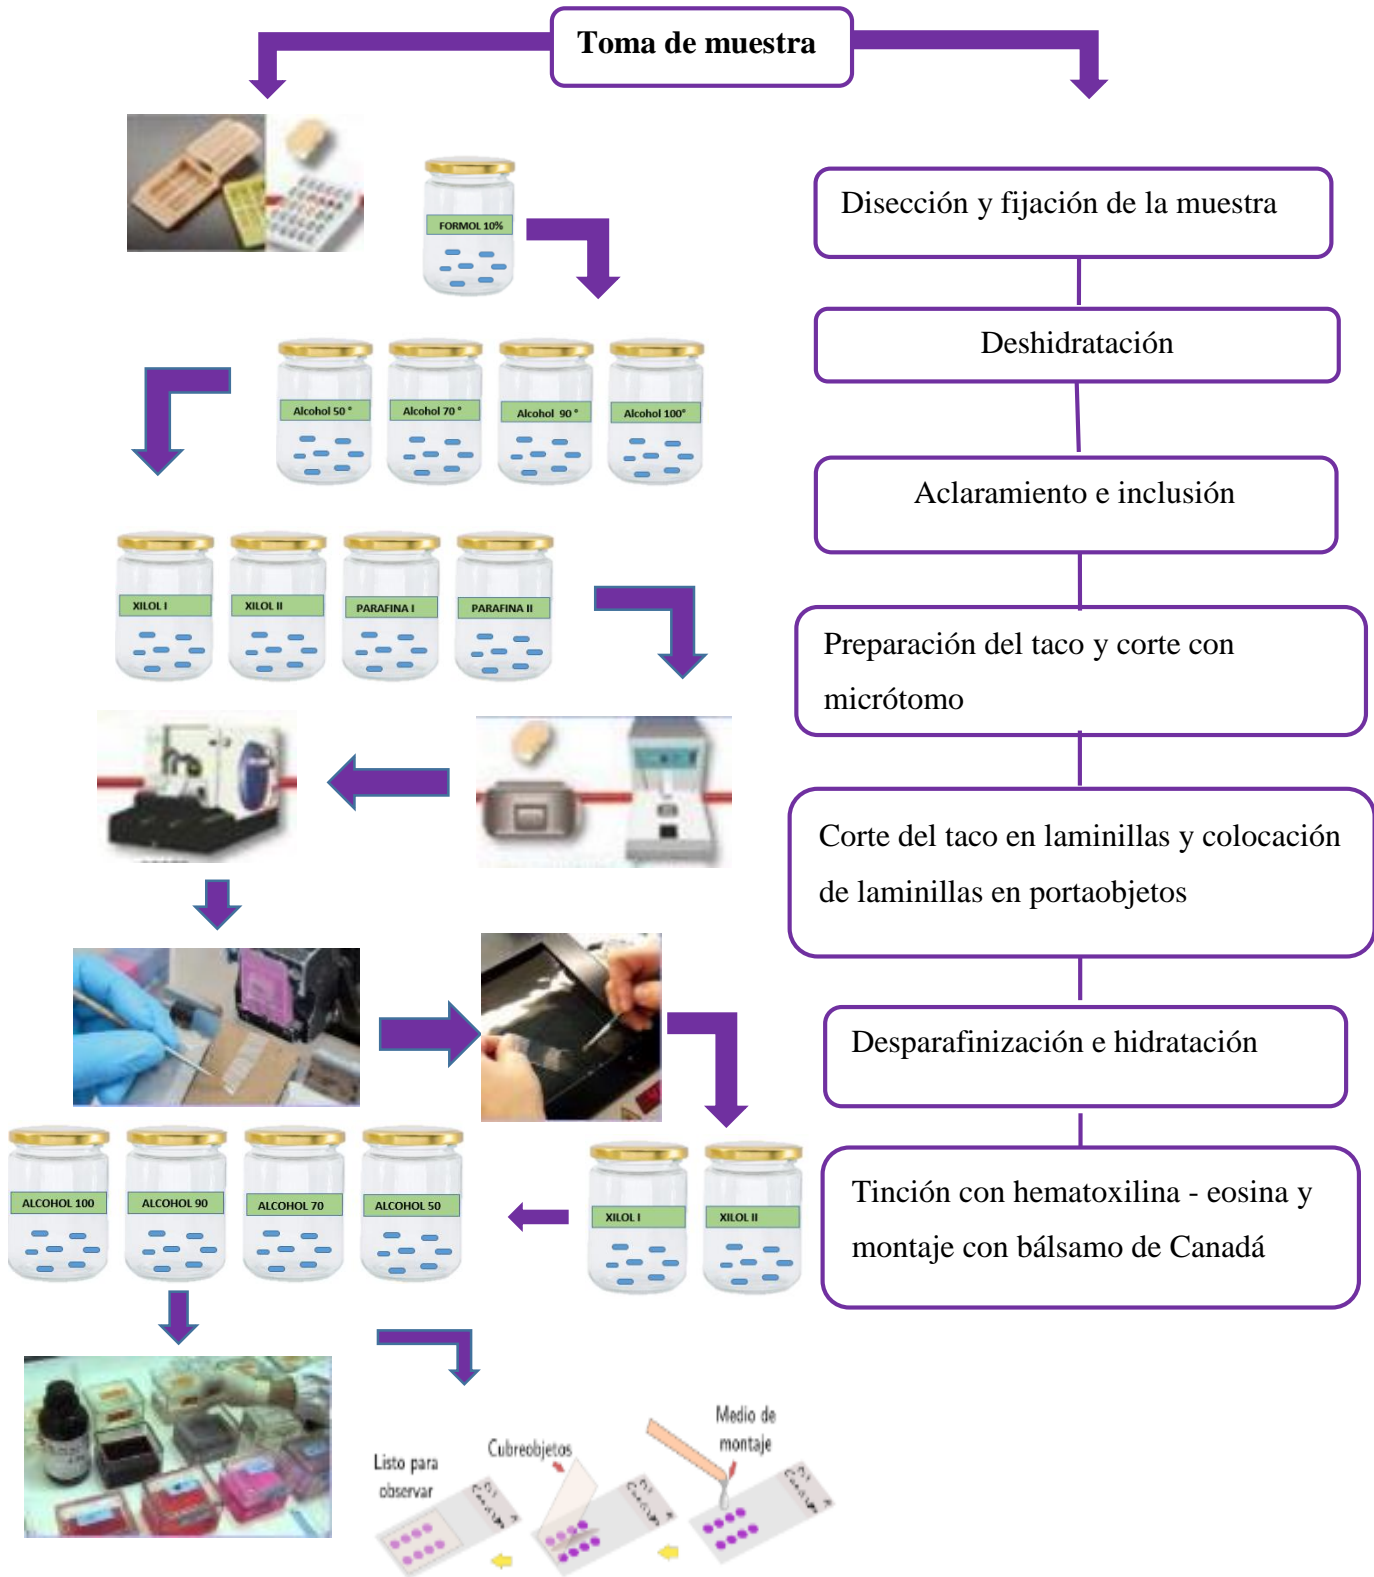 Toma de muestra
FORMOL 10%
Disección y fijación de la muestra
Alcohol 50 °
Alcohol 70 °
Alcohol 90 °
Alcohol 100°
Deshidratación
Aclaramiento e inclusión
XILOL I
XILOL II
PARAFINA I
PARAFINA II
Preparación del taco y corte con
micrótomo
Corte del taco en laminillas y colocación
de laminillas en portaobjetos
Desparafinización e hidratación
ALCOHOL 100
ALCOHOL 90
ALCOHOL 70
ALCOHOL 50
XILOL I
XILOL II
Tinción con hematoxilina - eosina y
montaje con bálsamo de Canadá
Listo para
observar
Cubreobjetos
Medio de
montaje